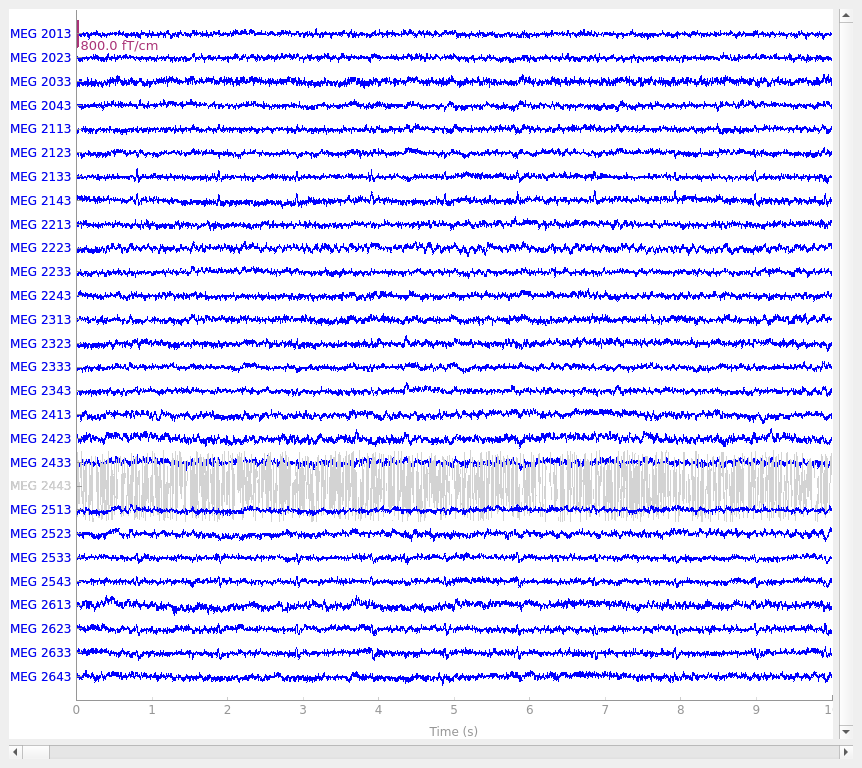 MEG 2013
800.0 fT/cm
MEG 2023
MEG 2033
MEG 2043
MEG 2113
MEG 2123
MEG 2133
MEG 2143
MEG 2213
MEG 2223
MEG 2233
MEG 2243
MEG 2313
MEG 2323
MEG 2333
MEG 2343
MEG 2413
MEG 2423
MEG 2433
MEG 2443
MEG 2513
MEG 2523
MEG 2533
MEG 2543
MEG 2613
MEG 2623
MEG 2633
MEG 2643
0 1 2 3 4 5 6 7 8 9 1
Time (s)